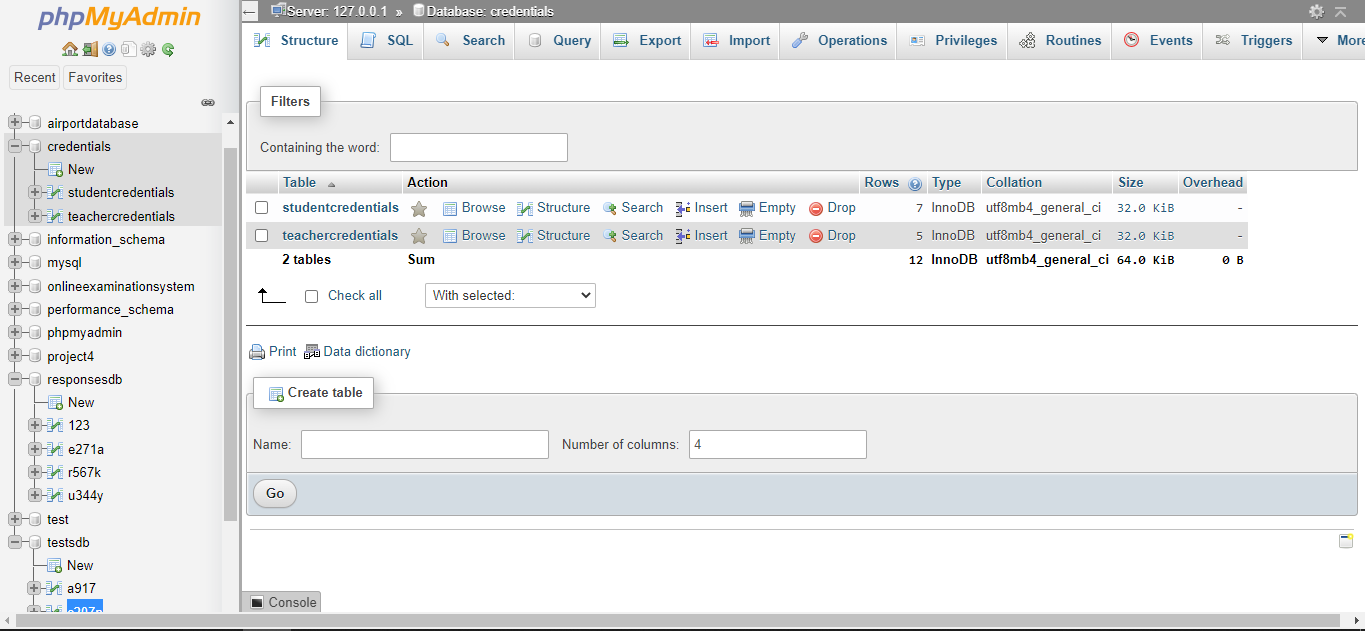 phpMyAdmin
Recent Favorites
airportdatabase
credentials
New
studentcredentials
teachercredentials
information_schema
mysql
onlineexaminationsystem
performance_schema
phpmyadmin
project4
responsesdb
New
123
e271a
r567k
u344y
test
testsdb
New
a917
Server: 127.0.0.1 » Database: credentials
Structure SQL Search Query Export Import Operations Privileges Routines Events Triggers More
Filters
Containing the word:
Table Action Rows Type Collation Size Overhead
studentcredentials Browse Structure Search Insert Empty Drop 7 InnoDB utf8mb4_general_ci 32.0 KiB -
teachercredentials Browse Structure Search Insert Empty Drop 5 InnoDB utf8mb4_general_ci 32.0 KiB -
2 tables Sum 12 InnoDB utf8mb4_general_ci 64.0 KiB 0 B
Check all With selected:
Print Data dictionary
Create table
Name: Number of columns: 4
Go
Console